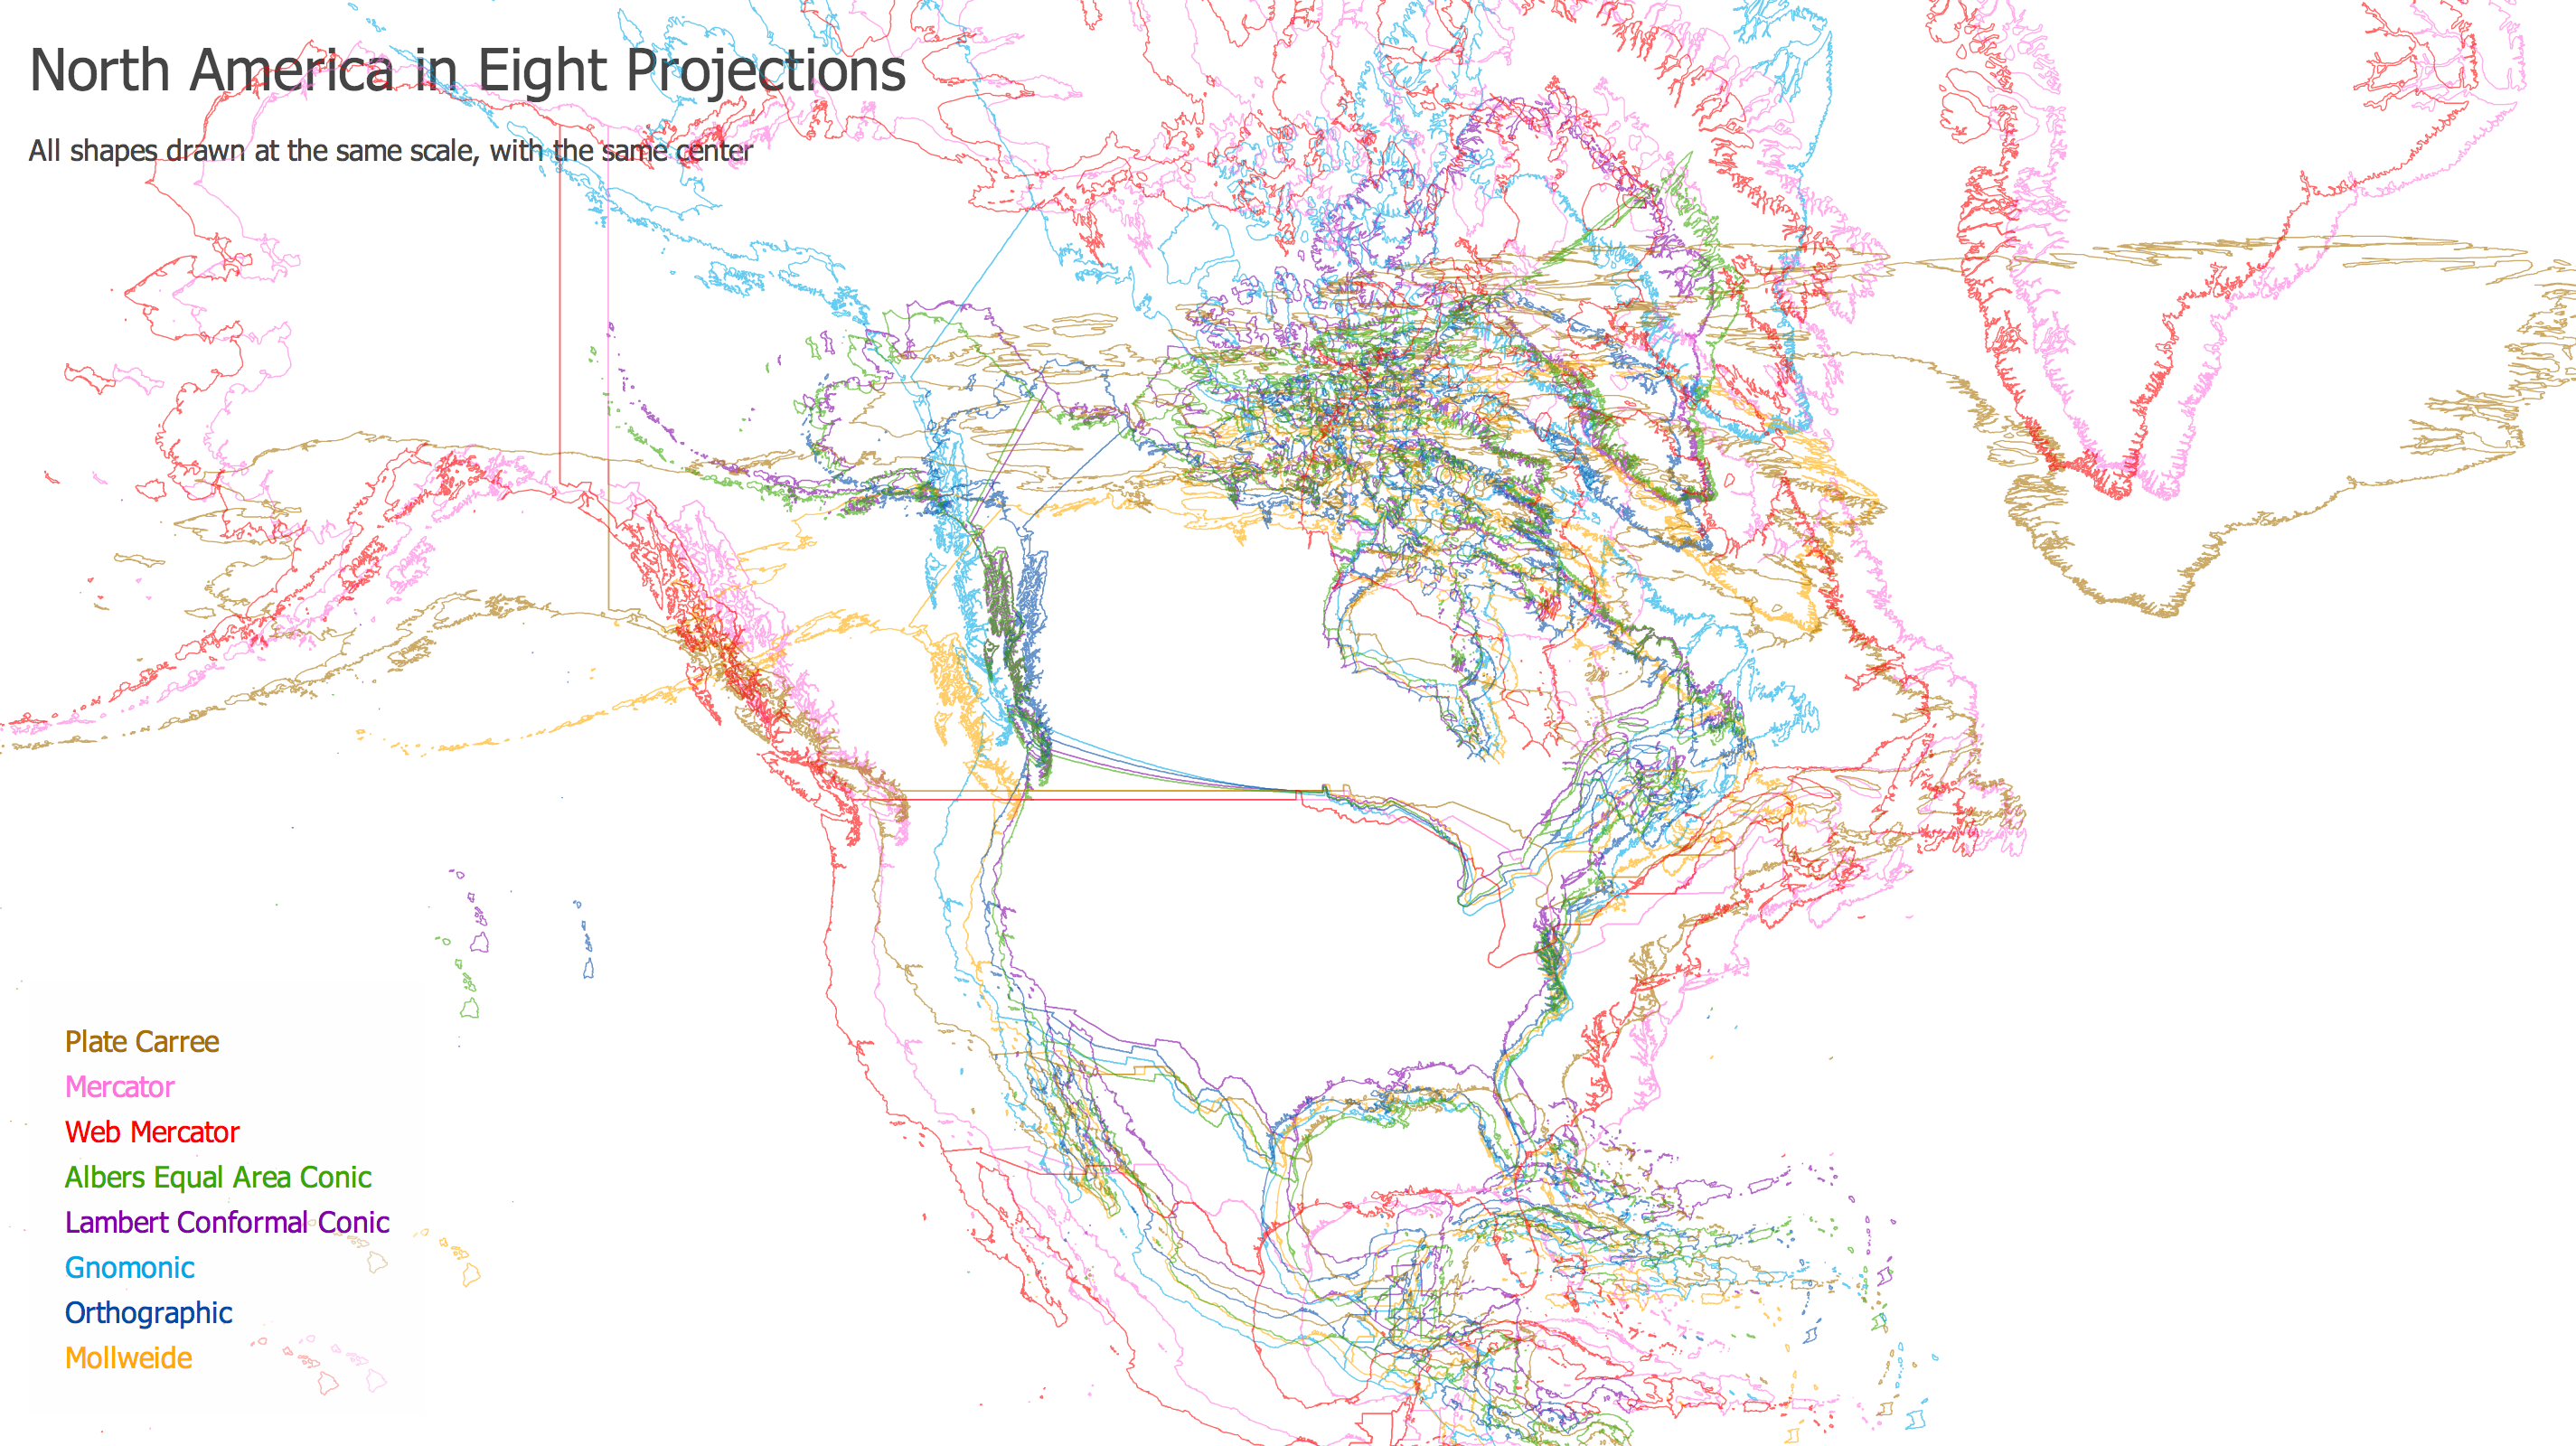 North America in Eight Projections
All shapes drawn at the same scale, with the same center
Plate Carree
Mercator
Web Mercator
Albers Equal Area Conic
Lambert Conformal Conic
Gnomonic
Orthographic
Mollweide